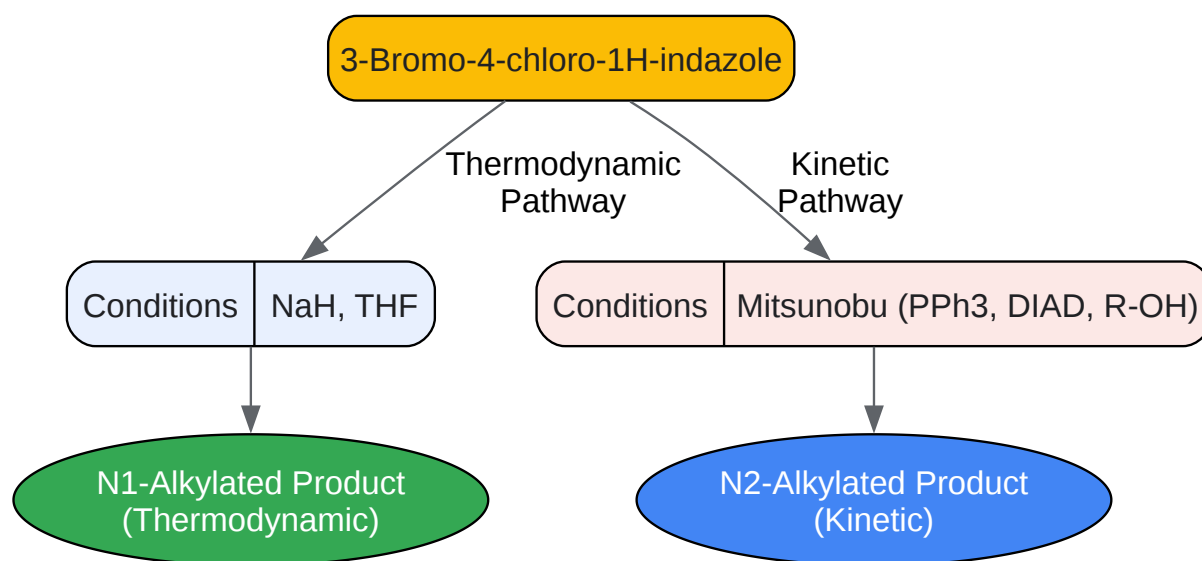 3-Bromo-4-chloro-1H-indazole
Thermodynamic
Pathway
Kinetic
Pathway
Conditions
NaH, THF
Conditions
Mitsunobu (PPh3, DIAD, R-OH)
N1-Alkylated Product
(Thermodynamic)
N2-Alkylated Product
(Kinetic)